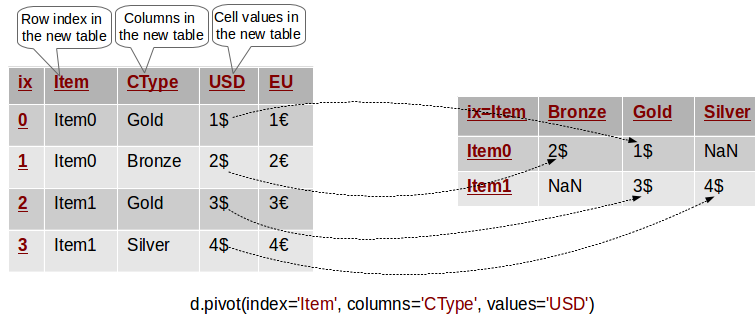 Row index in
the new table
Columns in
the new table
Cell values in
the new table
ix Item CType USD EU
0 Item0 Gold 1$ 1€
1 Item0 Bronze 2$ 2€
2 Item1 Gold 3$ 3€
3 Item1 Silver 4$ 4€
ix=Item Bronze Gold Silver
Item0 2$ 1$ NaN
Item1 NaN 3$ 4$
d.pivot(index='Item', columns='CType', values='USD')